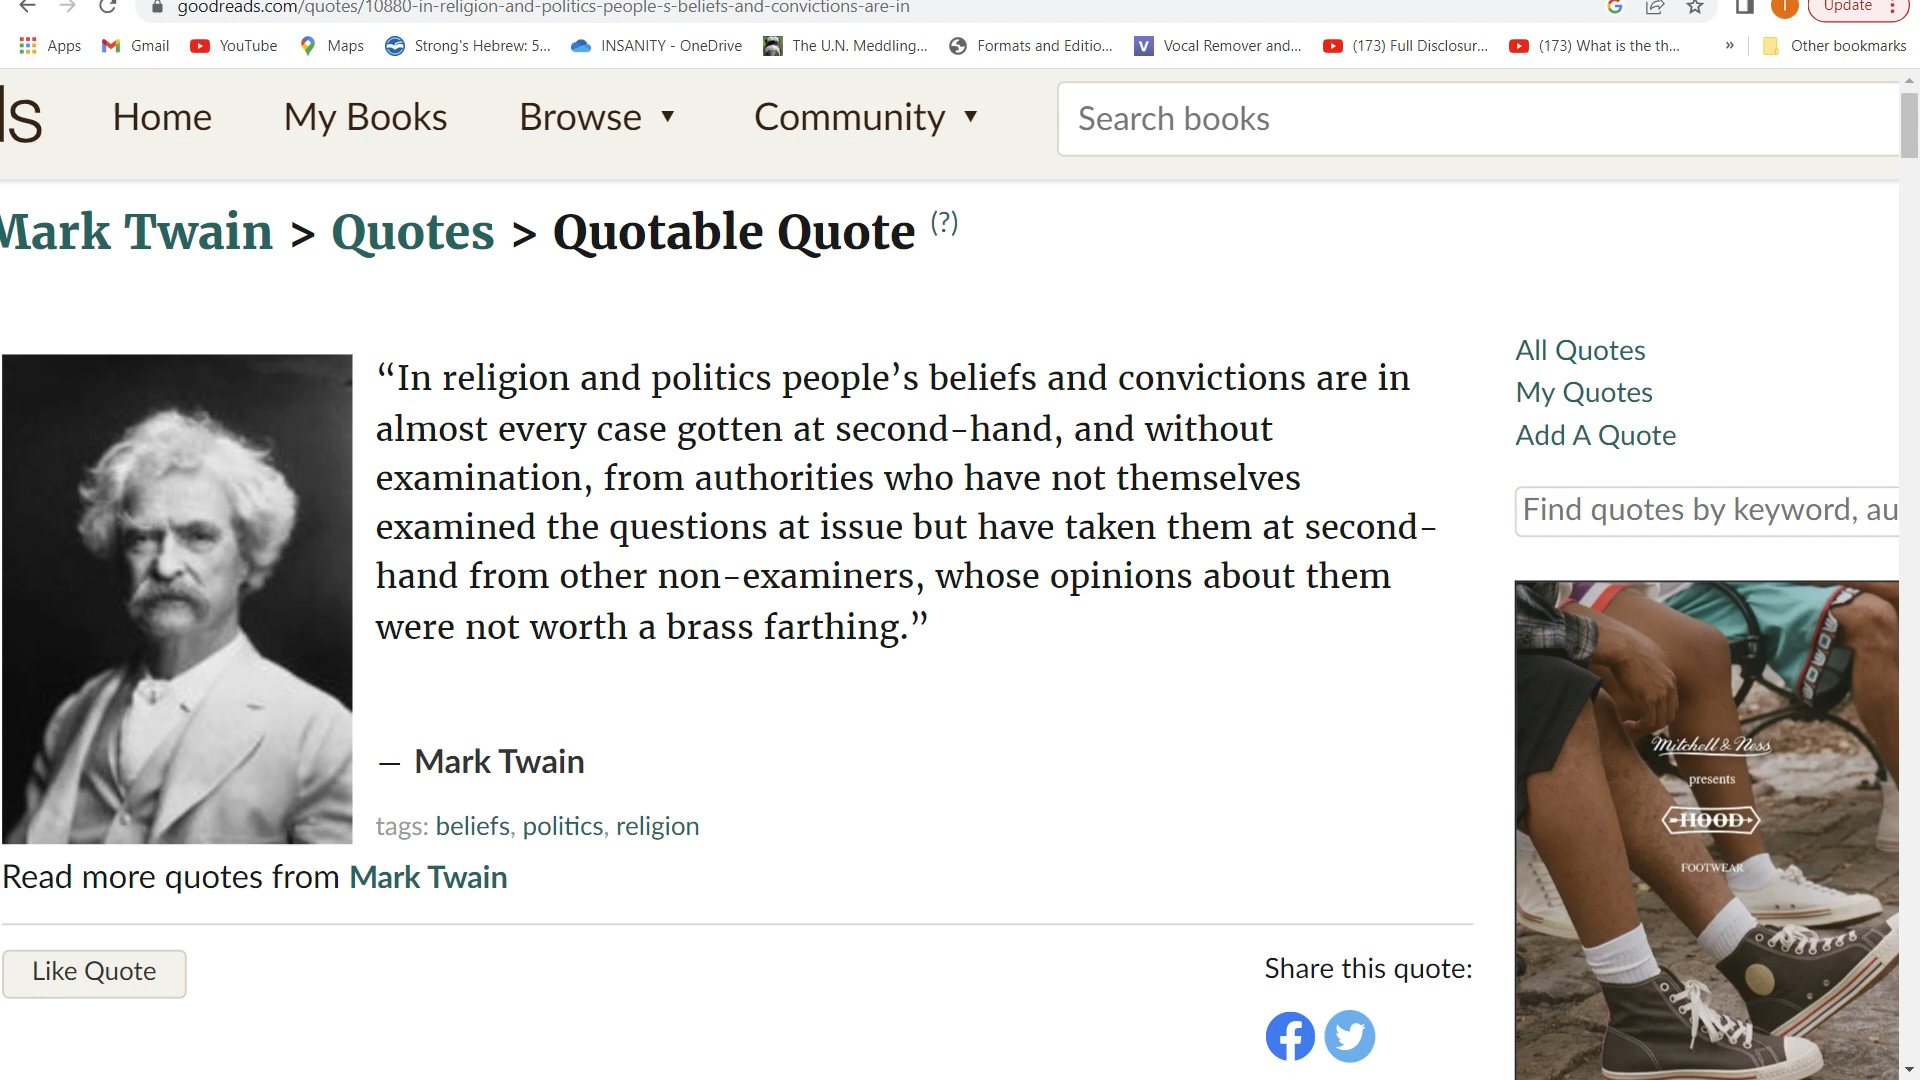 goodreads.com/quotes/10880-in-religion-and-politics-people-s-beliefs-and-convictions-are-in
Update
Apps Gmail YouTube Maps Strong's Hebrew: 5... INSANITY - OneDrive The U.N. Meddling... Formats and Editio... Vocal Remover and... (173) Full Disclosur... (173) What is the th... » Other bookmarks
ls Home My Books Browse ▼ Community ▼ Search books
Mark Twain > Quotes > Quotable Quote (?)
“In religion and politics people’s beliefs and convictions are in
almost every case gotten at second-hand, and without
examination, from authorities who have not themselves
examined the questions at issue but have taken them at second-
hand from other non-examiners, whose opinions about them
were not worth a brass farthing.”
— Mark Twain
tags: beliefs, politics, religion
Read more quotes from Mark Twain
Like Quote
Share this quote:
All Quotes
My Quotes
Add A Quote
Find quotes by keyword, au
Mitchell & Ness
presents
HOOD
FOOTWEAR